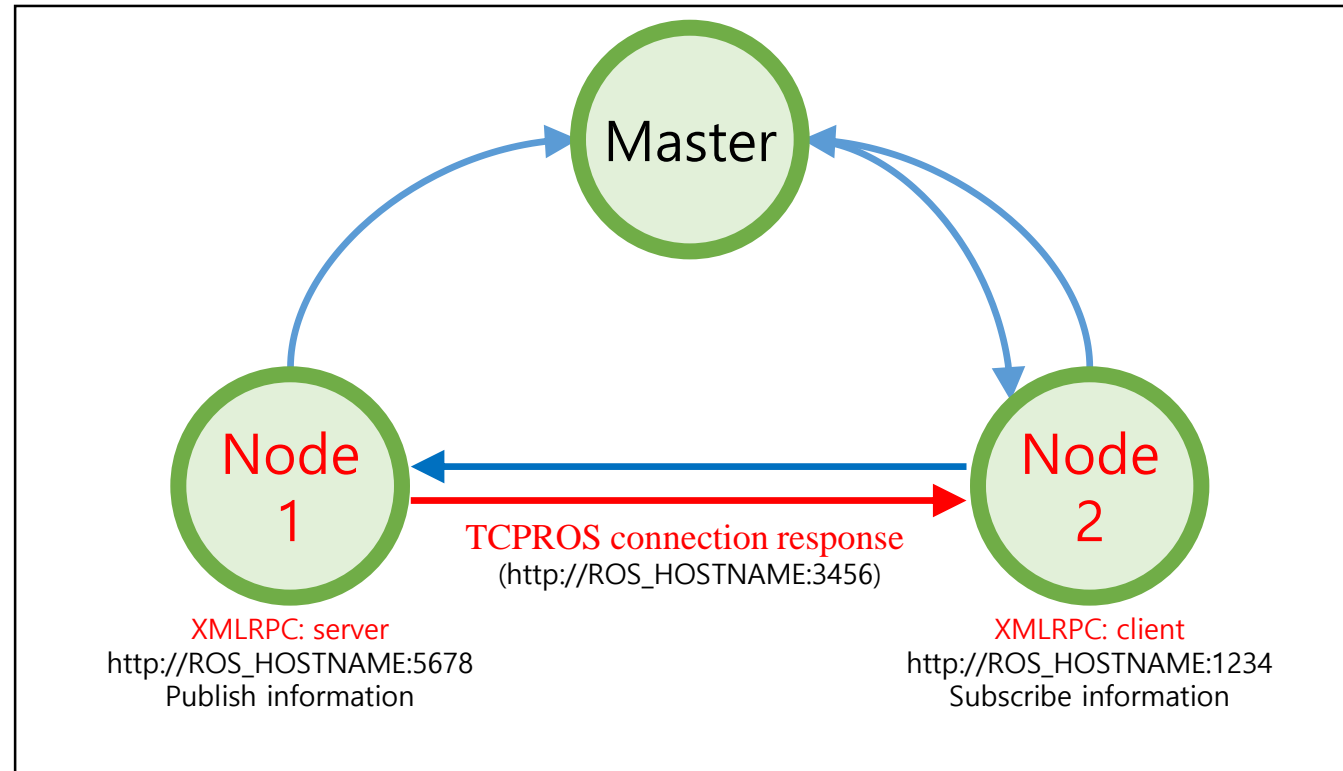 Master
Node
1
Node
2
TCPROS connection response
(http://ROS_HOSTNAME:3456)
XMLRPC: server
http://ROS_HOSTNAME:5678
Publish information
XMLRPC: client
http://ROS_HOSTNAME:1234
Subscribe information